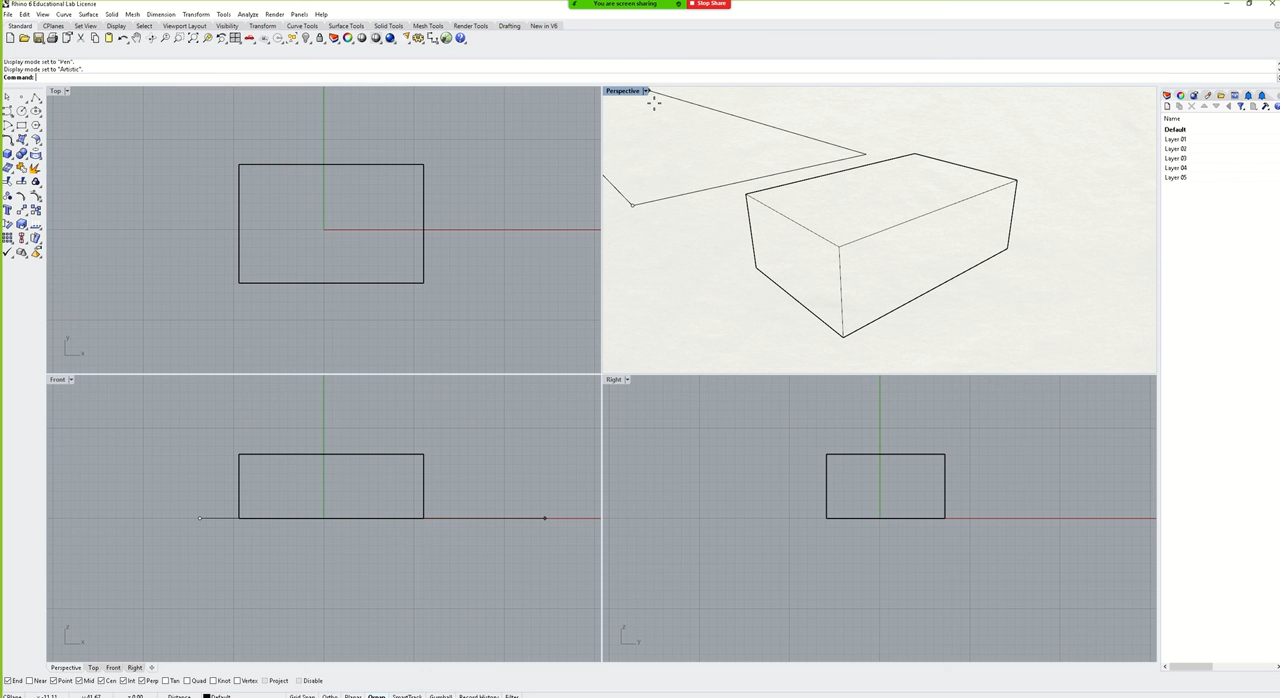 Rhino 6 Educational Lab License
You are screen sharing
Stop Share
File Edit View Curve Surface Solid Mesh Dimension Transform Tools Analyze Render Panels Help
Standard CPlanes Set View Display Select Viewport Layout Visibility Transform Curve Tools Surface Tools Solid Tools Mesh Tools Render Tools Drafting New in V6
Display mode set to "Pen".
Display mode set to "Artistic".
Command:
Top
Perspective
Name
Default
Layer 01
Layer 02
Layer 03
Layer 04
Layer 05
y
x
Front
Right
z
x
z
y
Perspective Top Front Right
End Near Point Mid Cen Int Perp Tan Quad Knot Vertex Project Disable
CPlane Distance Default Grid Snap Ortho Planar Osnap SmartTrack Gumball Record History Filter